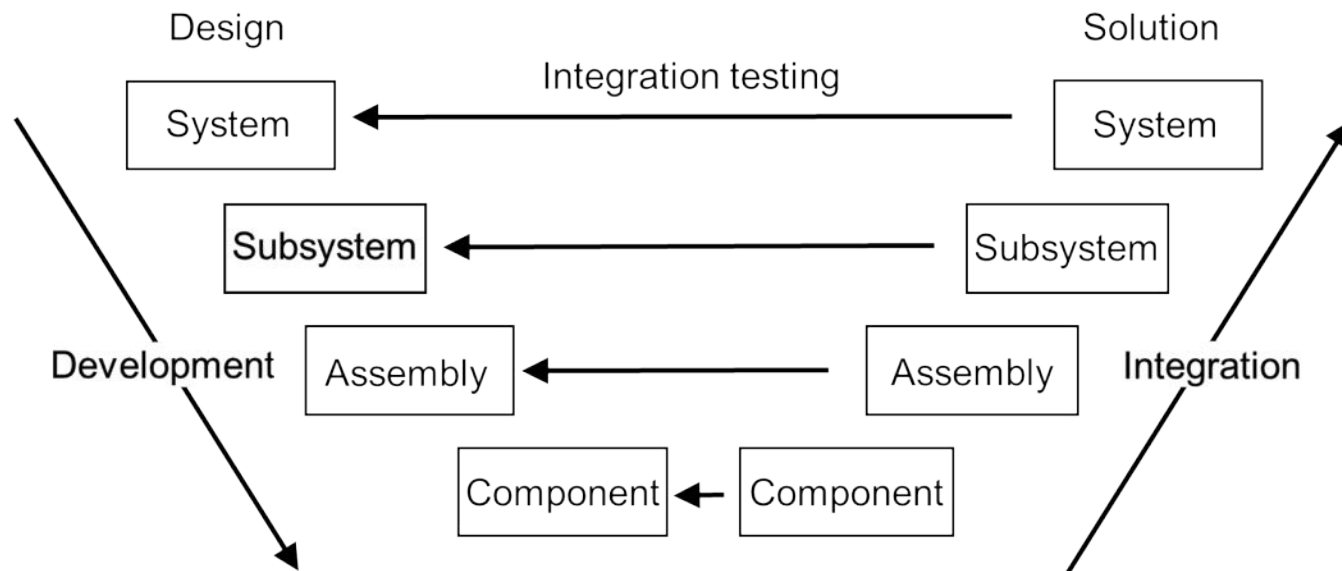 Design
Solution
Integration testing
System
System
Subsystem
Subsystem
Development
Assembly
Assembly
Integration
Component
Component